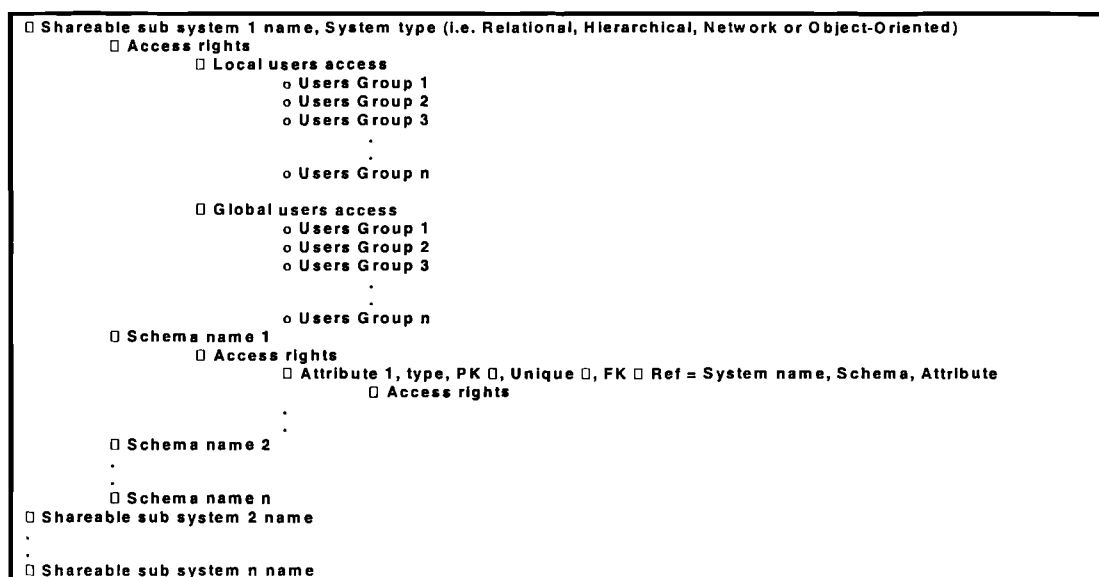 ▯ Shareable sub system 1 name, System type (i.e. Relational, Hierarchical, Network or Object-Oriented)
▯ Access rights
▯ Local users access
o Users Group 1
o Users Group 2
o Users Group 3
.
.
o Users Group n
▯ Global users access
o Users Group 1
o Users Group 2
o Users Group 3
.
.
o Users Group n
▯ Schema name 1
▯ Access rights
▯ Attribute 1, type, PK ▯, Unique ▯, FK ▯ Ref = System name, Schema, Attribute
▯ Access rights
.
.
▯ Schema name 2
.
.
▯ Schema name n
▯ Shareable sub system 2 name
.
.
▯ Shareable sub system n name